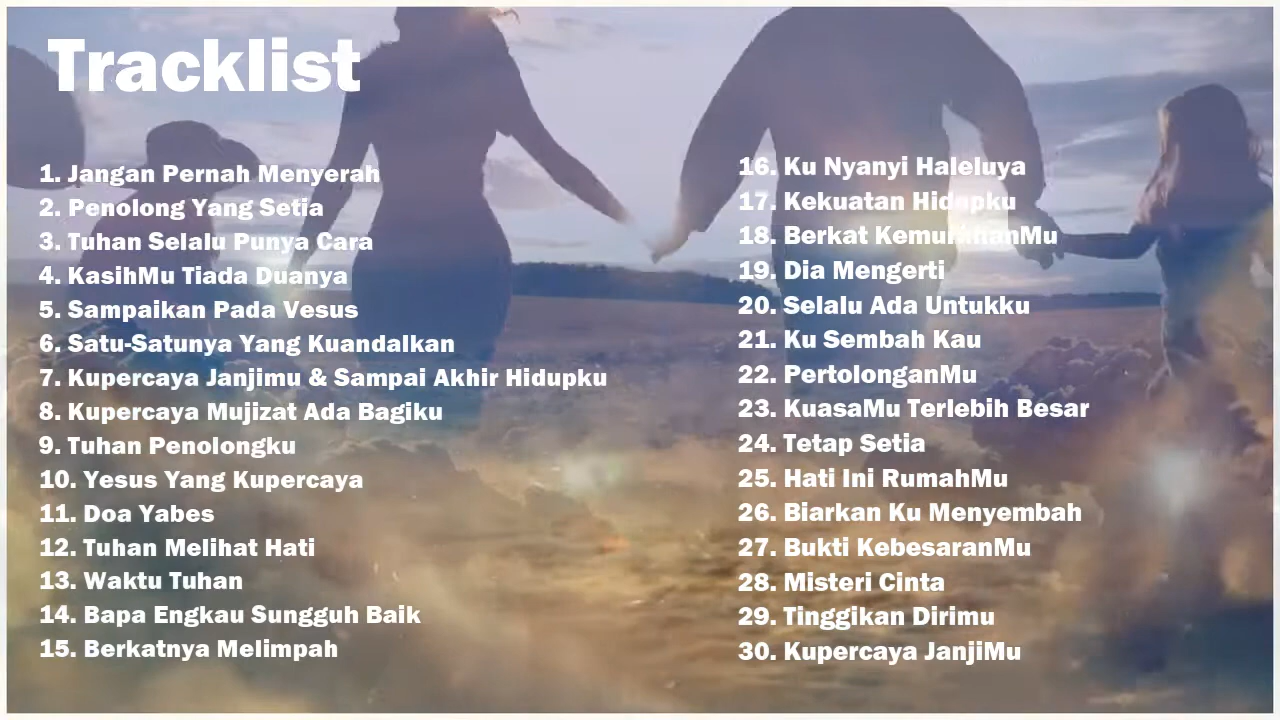 Tracklist
1. Jangan Pernah Menyerah
2. Penolong Yang Setia
3. Tuhan Selalu Punya Cara
4. KasihMu Tiada Duanya
5. Sampaikan Pada Vesus
6. Satu-Satunya Yang Kuandalkan
7. Kupercaya Janjimu & Sampai Akhir Hidupku
8. Kupercaya Mujizat Ada Bagiku
9. Tuhan Penolongku
10. Yesus Yang Kupercaya
11. Doa Yabes
12. Tuhan Melihat Hati
13. Waktu Tuhan
14. Bapa Engkau Sungguh Baik
15. Berkatnya Melimpah
16. Ku Nyanyi Haleluya
17. Kekuatan Hidupku
18. Berkat KemurahanMu
19. Dia Mengerti
20. Selalu Ada Untukku
21. Ku Sembah Kau
22. PertolonganMu
23. KuasaMu Terlebih Besar
24. Tetap Setia
25. Hati Ini RumahMu
26. Biarkan Ku Menyembah
27. Bukti KebesaranMu
28. Misteri Cinta
29. Tinggikan Dirimu
30. Kupercaya JanjiMu